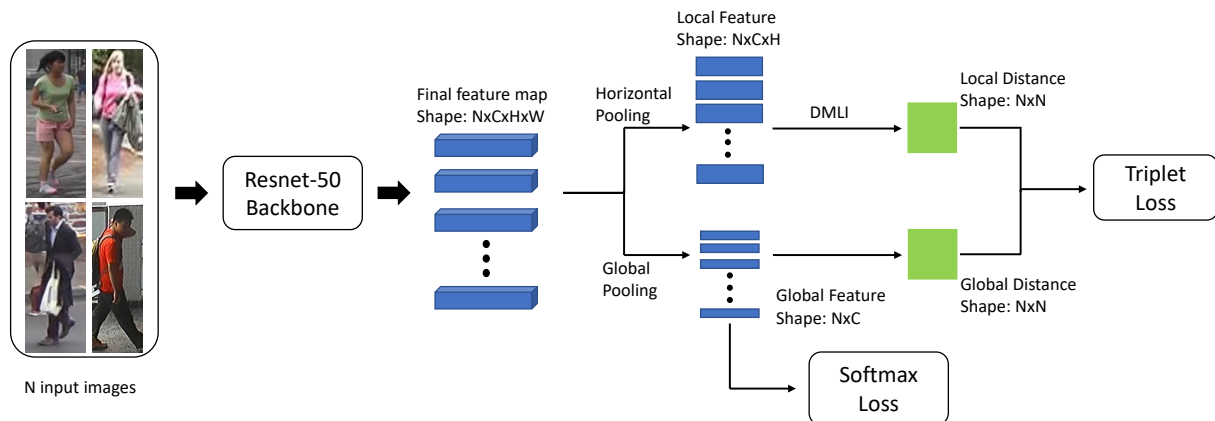 N input images
Resnet-50
Backbone
Final feature map
Shape: NxCxHxW
Horizontal
Pooling
Global
Pooling
Local Feature
Shape: NxCxH
DMLI
Global Feature
Shape: NxC
Local Distance
Shape: NxN
Global Distance
Shape: NxN
Triplet
Loss
Softmax
Loss